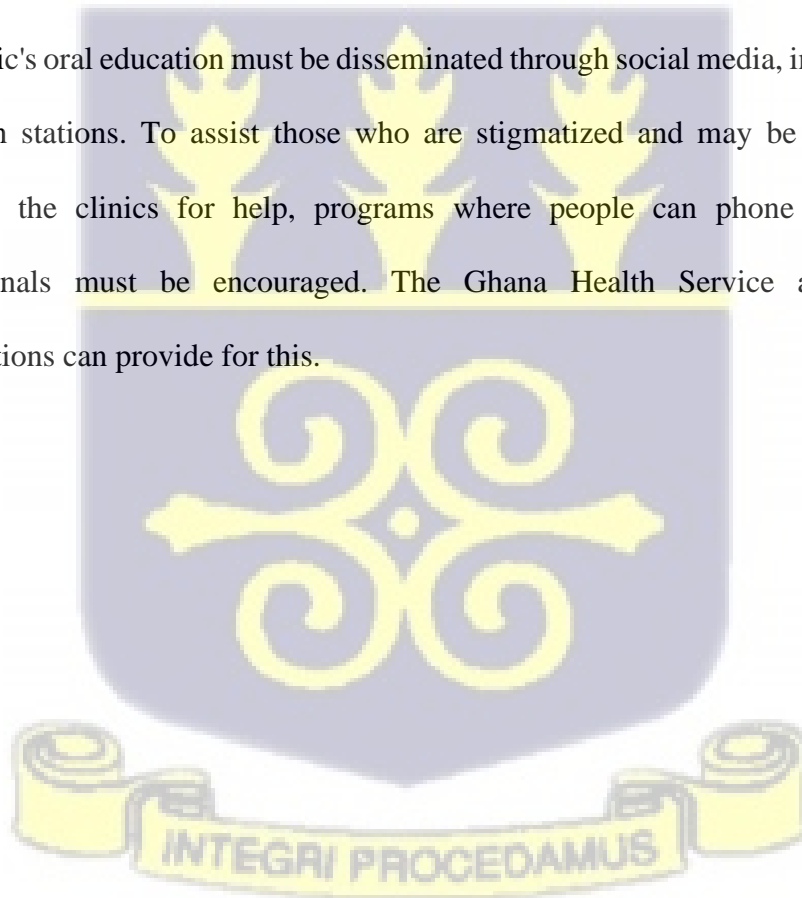 ic's oral education must be disseminated through social media, in
n stations. To assist those who are stigmatized and may be
the clinics for help, programs where people can phone
nals must be encouraged. The Ghana Health Service a
tions can provide for this.
INTEGRI PROCEDAMUS